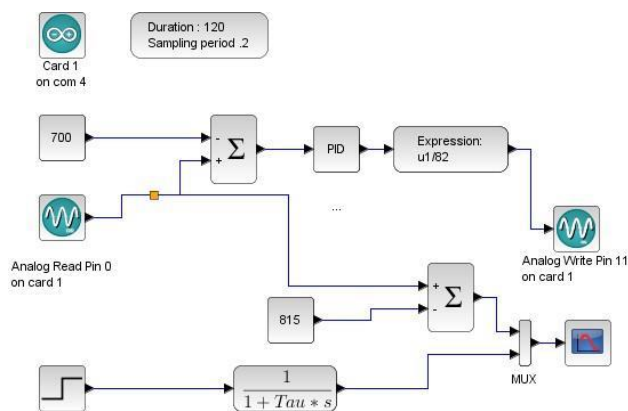 Duration : 120
Sampling period .2
Card 1
on com 4
700
-
+
Σ
PID
Expression:
u1/82
...
Analog Read Pin 0
on card 1
Analog Write Pin 11
on card 1
+
-
Σ
815
MUX
1
1 + Tau * s